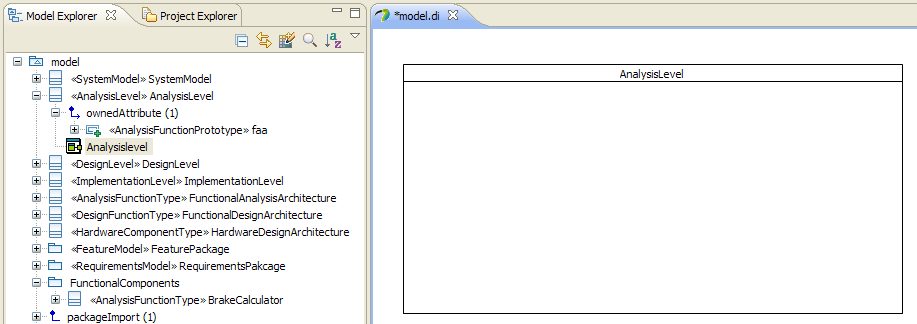 Model Explorer
Project Explorer
model
«SystemModel» SystemModel
«AnalysisLevel» AnalysisLevel
ownedAttribute (1)
«AnalysisFunctionPrototype» faa
Analysislevel
«DesignLevel» DesignLevel
«ImplementationLevel» ImplementationLevel
«AnalysisFunctionType» FunctionalAnalysisArchitecture
«DesignFunctionType» FunctionalDesignArchitecture
«HardwareComponentType» HardwareDesignArchitecture
«FeatureModel» FeaturePackage
«RequirementsModel» RequirementsPakcage
FunctionalComponents
«AnalysisFunctionType» BrakeCalculator
packageImport (1)
*model.di
AnalysisLevel